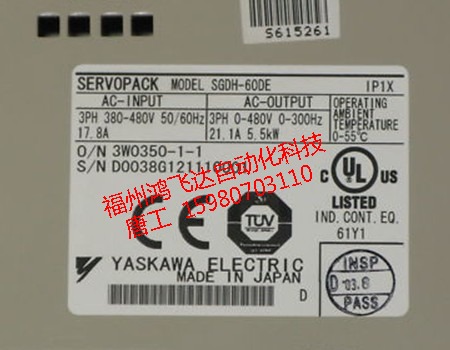 S615261
SERVOPACK MODEL SGDH-60DE IP1X
AC-INPUT AC-OUTPUT OPERATING
AMBIENT
TEMPERATURE
0-55℃
3PH 380-480V 50/60Hz 3PH 0-480V 0-300Hz
17.8A 21.1A 5.5kW
O/N 3W0350-1-1
S/N
福州鸿飞达自动化科技
唐工 15980703110
C UL US
LISTED
IND. CONT. EQ.
61Y1
CE
TÜV
YASKAWA ELECTRIC
MADE IN JAPAN
D
INSP
D -03.8
PASS